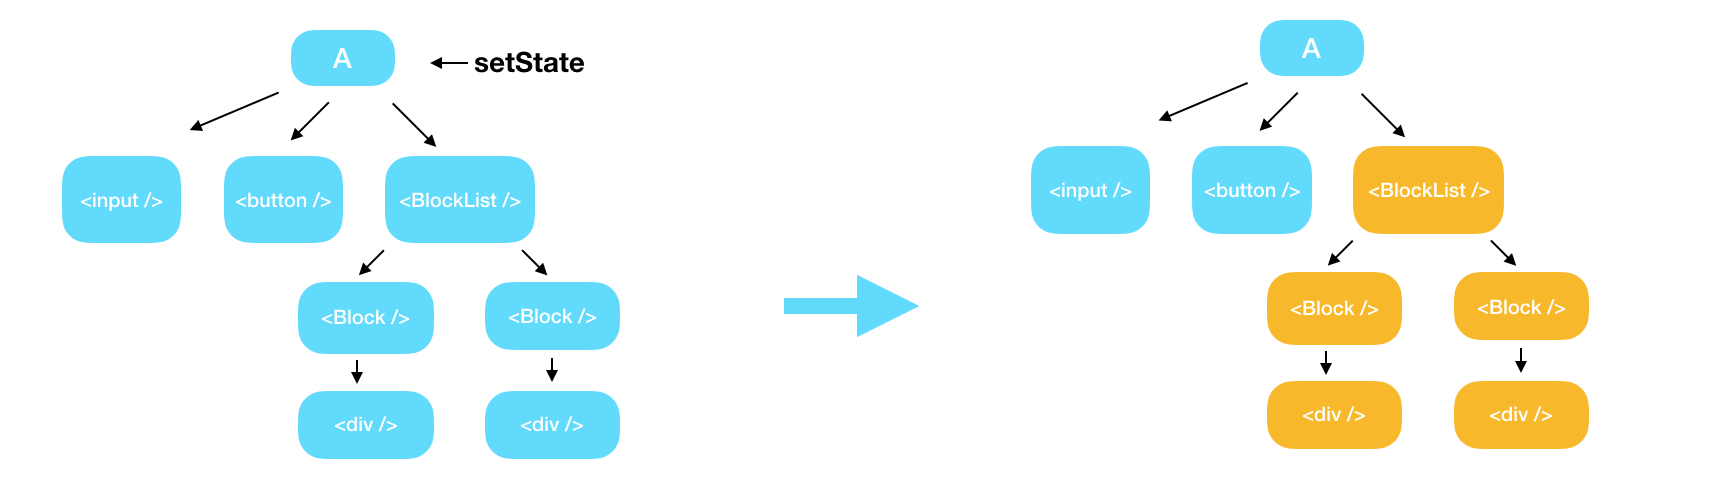 A
setState
<input />
<button />
<BlockList />
<Block />
<Block />
<div />
<div />
A
<input />
<button />
<BlockList />
<Block />
<Block />
<div />
<div />